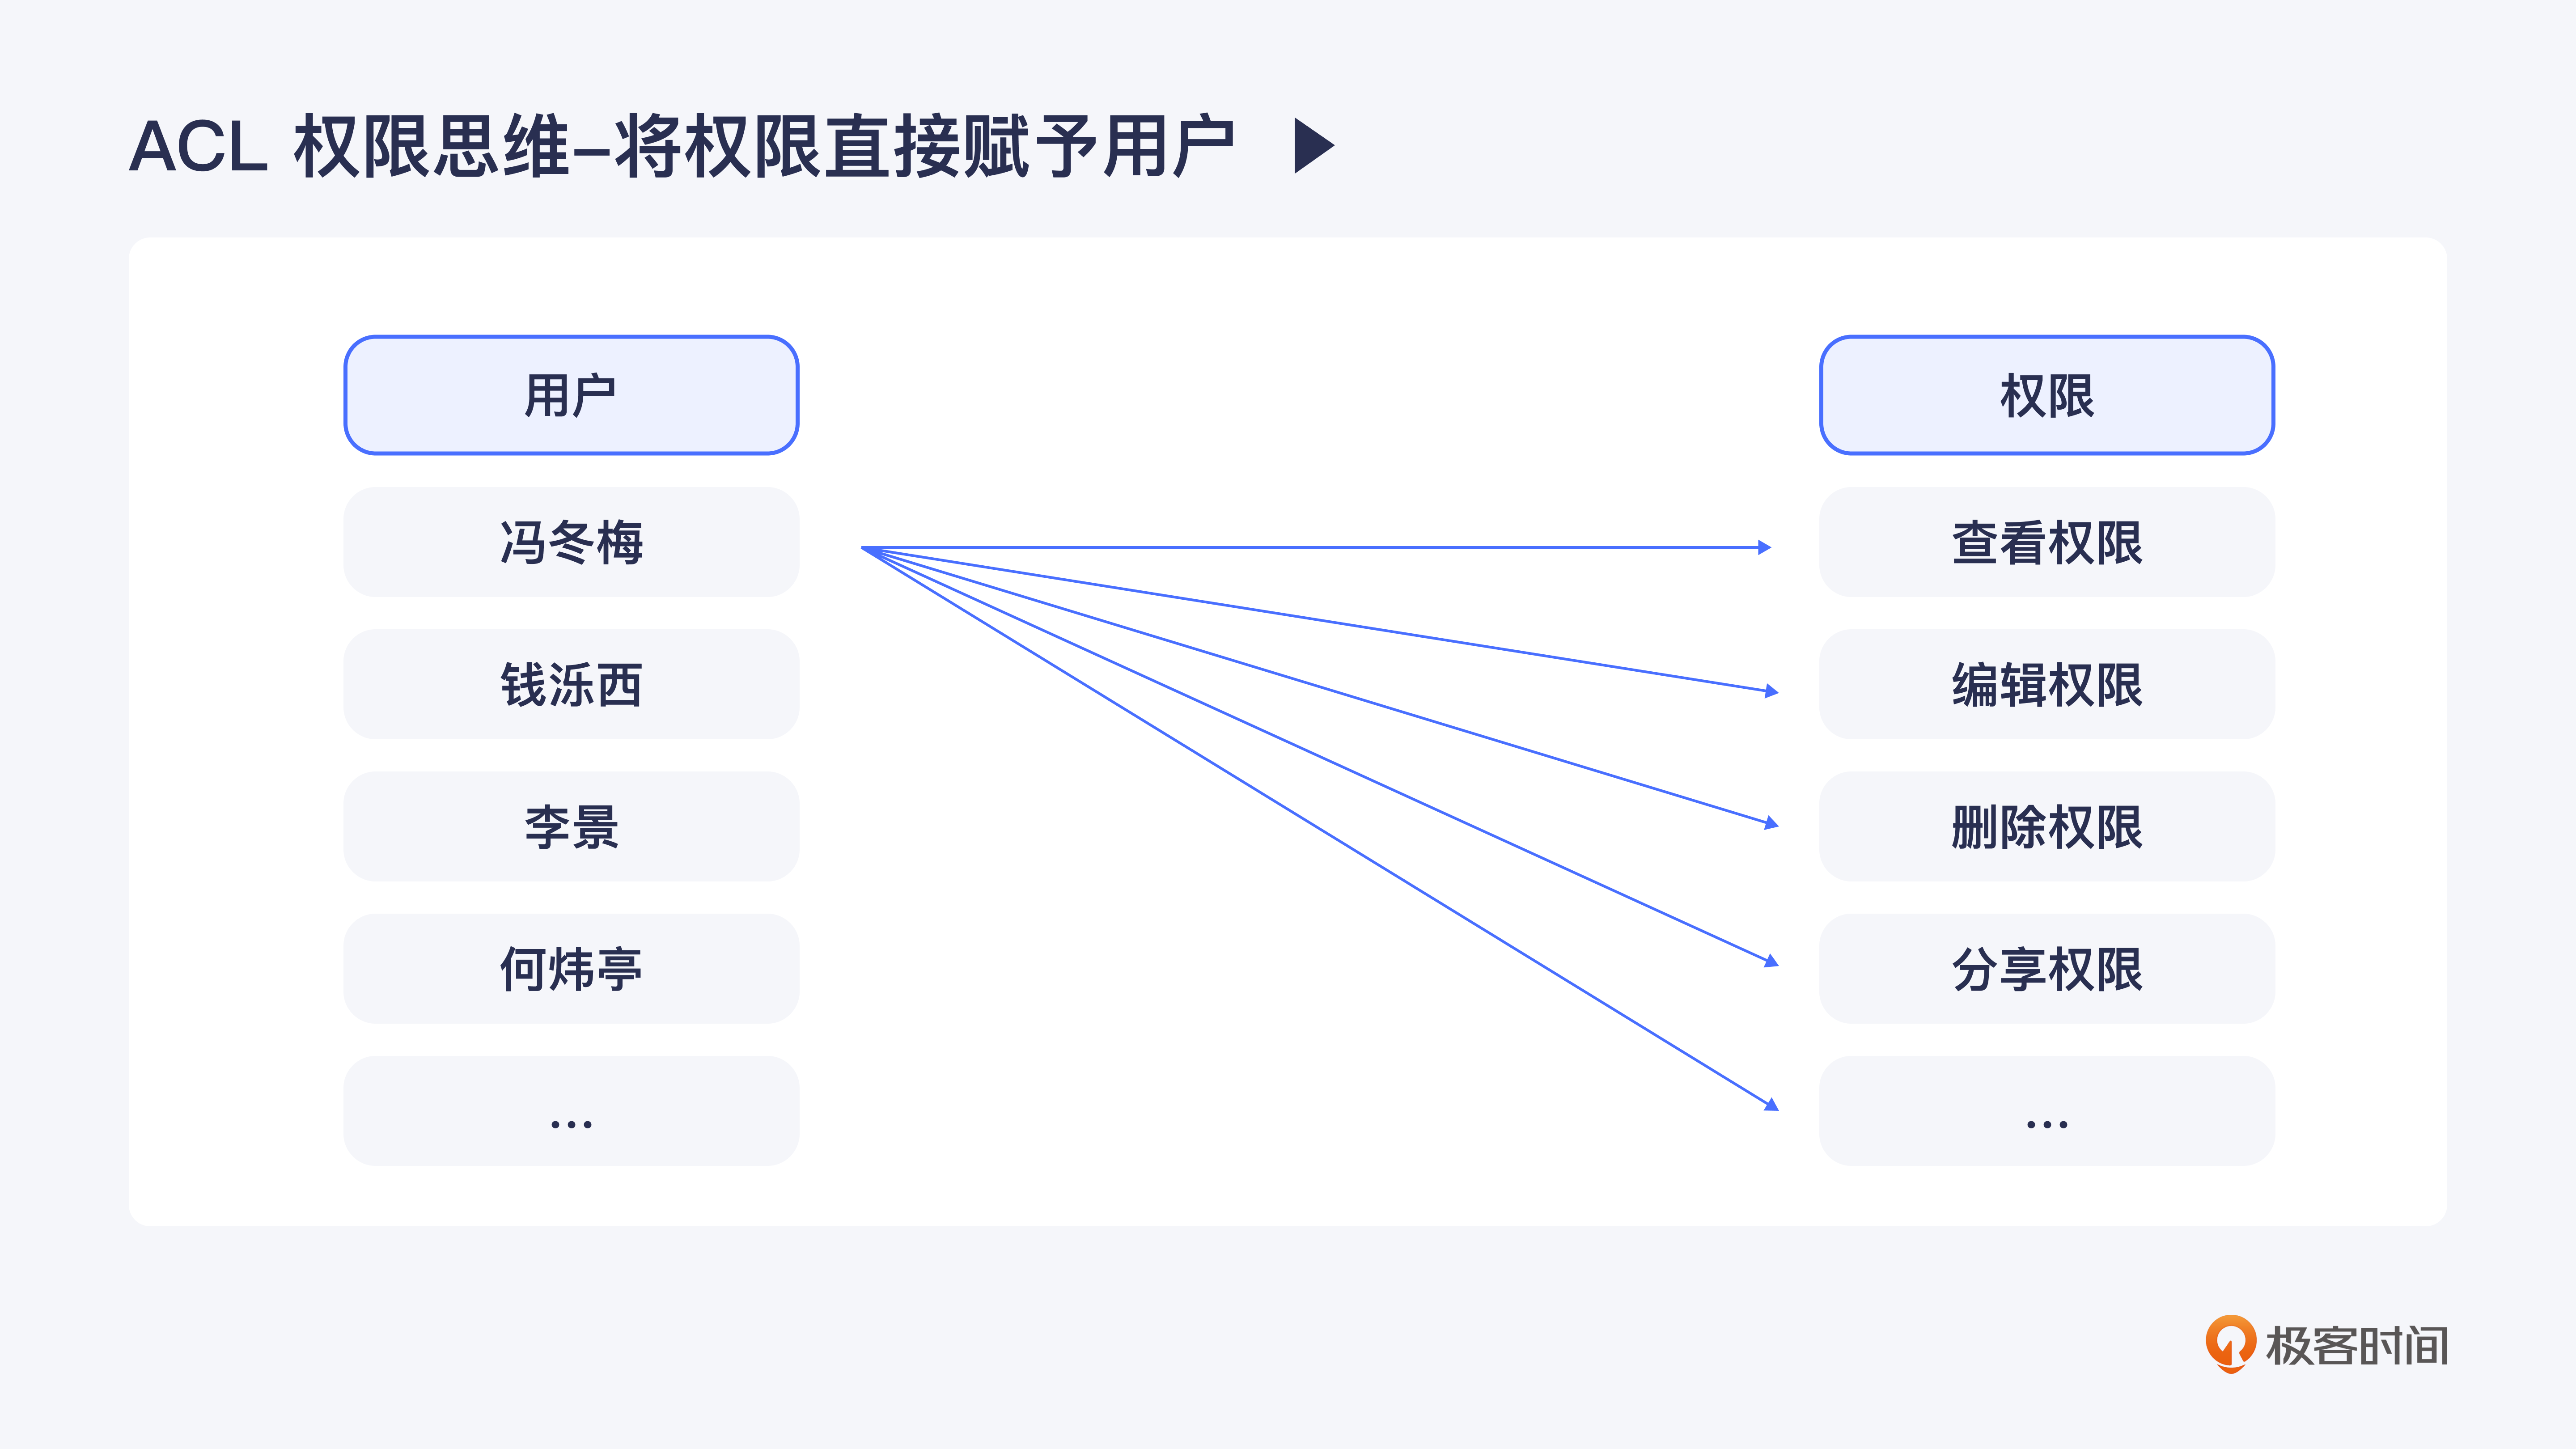 ACL 权限思维–将权限直接赋予用户
用户
权限
冯冬梅
查看权限
钱泺西
编辑权限
李景
删除权限
何炜亭
分享权限
...
...
极客时间